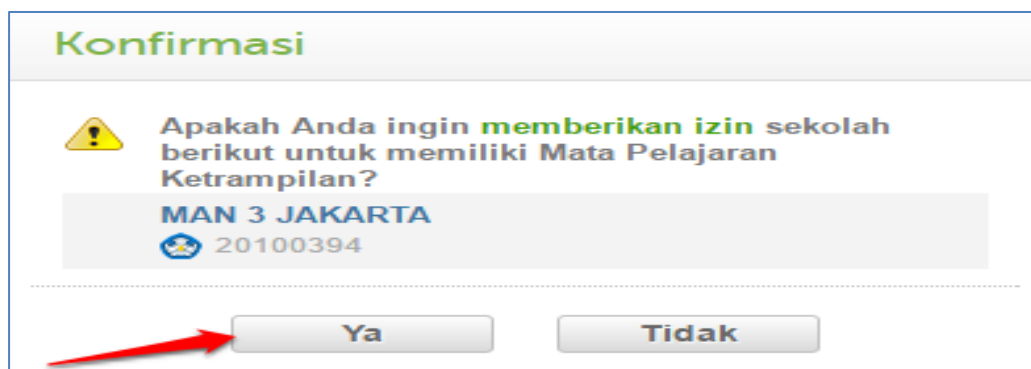 Konfirmasi
Apakah Anda ingin memberikan izin sekolah
berikut untuk memiliki Mata Pelajaran
Ketrampilan?
MAN 3 JAKARTA
20100394
Ya
Tidak